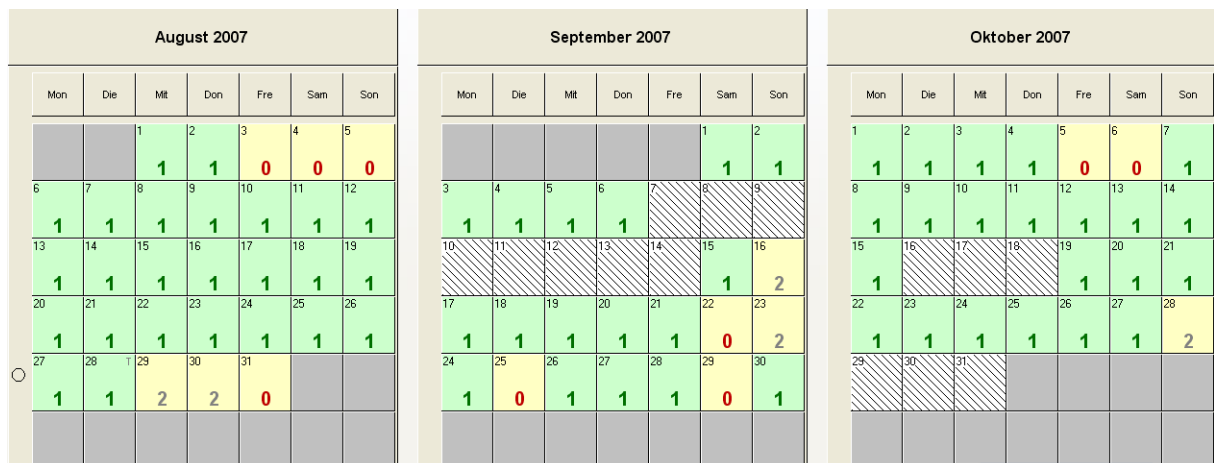 August 2007
Mon Die Mit Don Fre Sam Son
1 2 3 4 5
1 1 0 0 0
6 7 8 9 10 11 12
1 1 1 1 1 1 1
13 14 15 16 17 18 19
1 1 1 1 1 1 1
20 21 22 23 24 25 26
1 1 1 1 1 1 1
27 28 T 29 30 31
1 1 2 2 0
September 2007
Mon Die Mit Don Fre Sam Son
1 2
1 1
3 4 5 6 7 8 9
1 1 1 1
10 11 12 13 14 15 16
1 2
17 18 19 20 21 22 23
1 1 1 1 1 0 2
24 25 26 27 28 29 30
1 0 1 1 1 0 1
Oktober 2007
Mon Die Mit Don Fre Sam Son
1 2 3 4 5 6 7
1 1 1 1 0 0 1
8 9 10 11 12 13 14
1 1 1 1 1 1 1
15 16 17 18 19 20 21
1 1 1 1
22 23 24 25 26 27 28
1 1 1 1 1 1 2
29 30 31